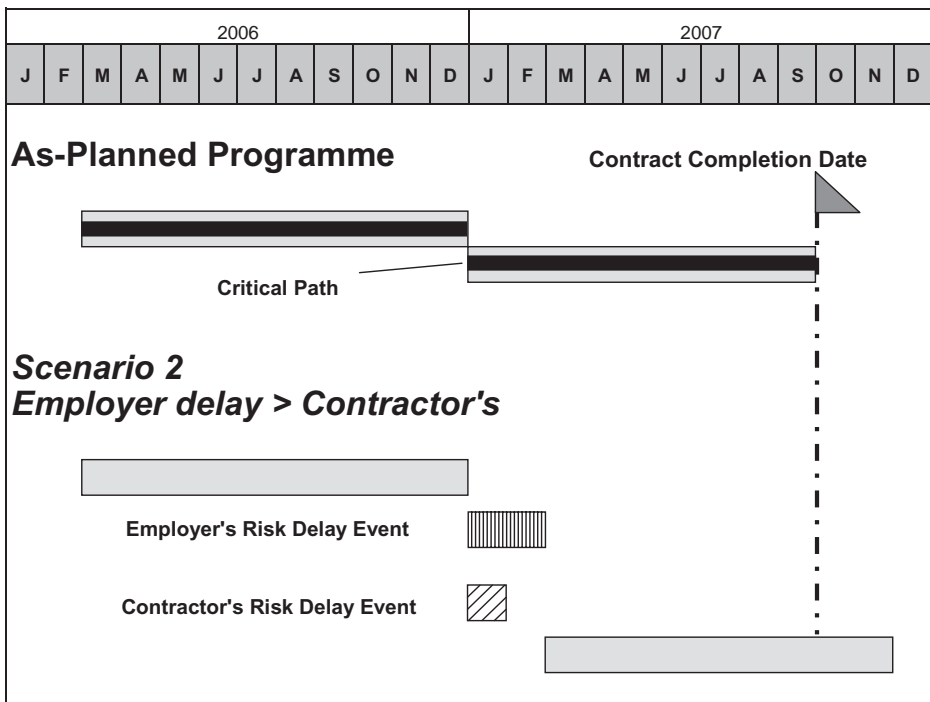 2006 2007
J F M A M J J A S O N D J F M A M J J A S O N D
As-Planned Programme
Contract Completion Date
Critical Path
Scenario 2
Employer delay > Contractor's
Employer's Risk Delay Event
Contractor's Risk Delay Event